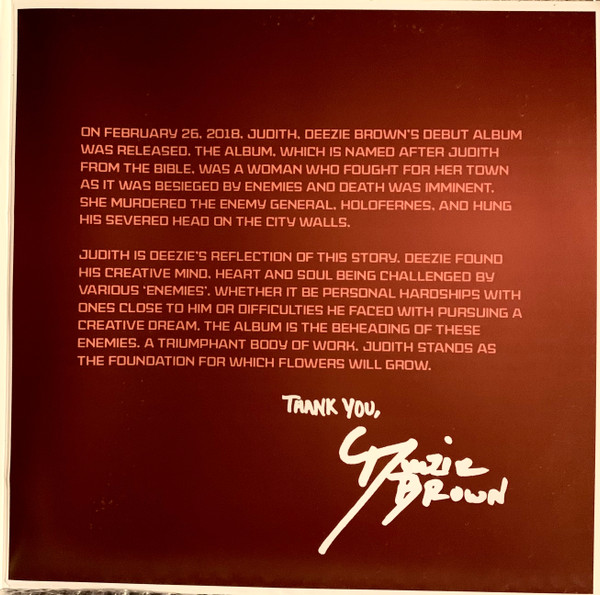 ON FEBRUARY 26, 2018, JUDITH, DEEZIE BROWN'S DEBUT ALBUM
WAS RELEASED. THE ALBUM, WHICH IS NAMED AFTER JUDITH
FROM THE BIBLE, WAS A WOMAN WHO FOUGHT FOR HER TOWN
AS IT WAS BESIEGED BY ENEMIES AND DEATH WAS IMMINENT.
SHE MURDERED THE ENEMY GENERAL, HOLOFERNES, AND HUNG
HIS SEVERED HEAD ON THE CITY WALLS.
JUDITH IS DEEZIE'S REFLECTION OF THIS STORY. DEEZIE FOUND
HIS CREATIVE MIND, HEART AND SOUL BEING CHALLENGED BY
VARIOUS 'ENEMIES'. WHETHER IT BE PERSONAL HARDSHIPS WITH
ONES CLOSE TO HIM OR DIFFICULTIES HE FACED WITH PURSUING A
CREATIVE DREAM. THE ALBUM IS THE BEHEADING OF THESE
ENEMIES. A TRIUMPHANT BODY OF WORK. JUDITH STANDS AS
THE FOUNDATION FOR WHICH FLOWERS WILL GROW.
THANK YOU,
Deezie
BROWN